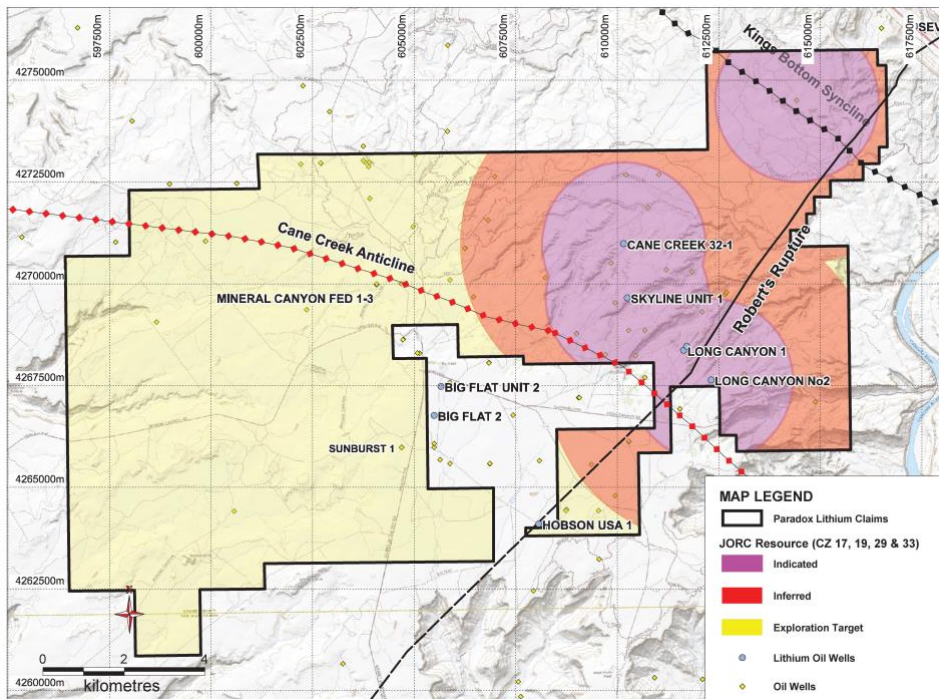 597500m
600000m
602500m
605000m
607500m
610000m
612500m
615000m
617500m
SEV
Kings Bottom Syncline
4275000m
4272500m
Cane Creek Anticline
CANE CREEK 32-1
4270000m
MINERAL CANYON FED 1-3
SKYLINE UNIT 1
Robert's Rupture
LONG CANYON 1
4267500m
BIG FLAT UNIT 2
LONG CANYON No2
BIG FLAT 2
SUNBURST 1
4265000m
HOBSON USA 1
4262500m
4260000m
0 2 4
kilometres
MAP LEGEND
Paradox Lithium Claims
JORC Resource (CZ 17, 19, 29 & 33)
Indicated
Inferred
Exploration Target
Lithium Oil Wells
Oil Wells